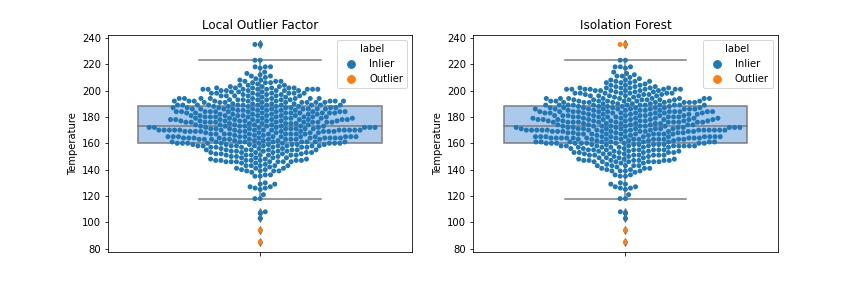 Local Outlier Factor
240
220
200
180
160
140
120
100
80
Temperature
label
Inlier
Outlier
Isolation Forest
240
220
200
180
160
140
120
100
80
Temperature
label
Inlier
Outlier